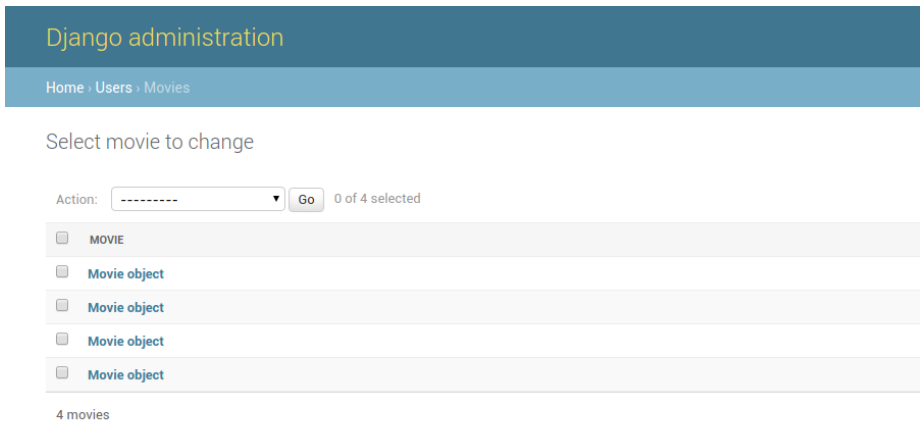 Django administration
Home › Users › Movies
Select movie to change
Action: --------- Go 0 of 4 selected
MOVIE
Movie object
Movie object
Movie object
Movie object
4 movies